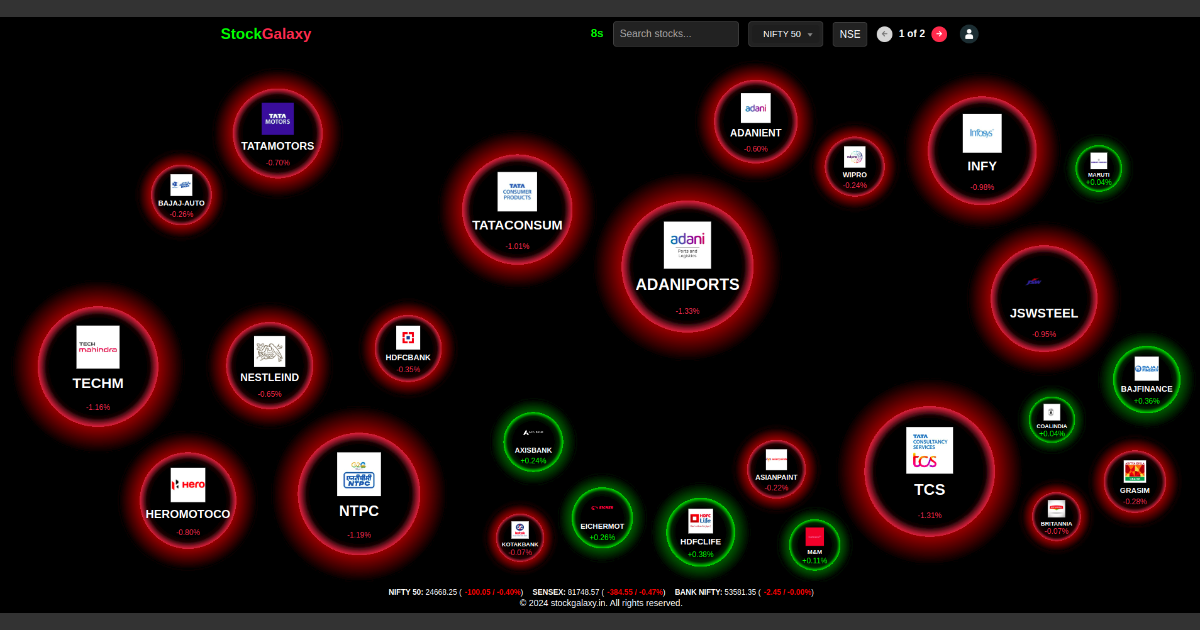 StockGalaxy
8s
Search stocks...
NIFTY 50
NSE
1 of 2
TATA
MOTORS
TATAMOTORS
-0.70%
BAJAJ-AUTO
-0.26%
TATA
CONSUMER
PRODUCTS
TATACONSUM
-1.01%
adani
ADANIENT
-0.60%
WIPRO
-0.24%
Infosys
INFY
-0.98%
MARUTI
+0.04%
adani
Ports and
Logistics
ADANIPORTS
-1.33%
JSWSTEEL
-0.95%
TECH
mahindra
TECHM
-1.16%
NESTLEIND
-0.65%
HDFCBANK
-0.35%
BAJFINANCE
+0.36%
COALINDIA
+0.04%
AXISBANK
+0.24%
Hero
HEROMOTOCO
-0.80%
एनटीपीसी
NTPC
NTPC
-1.19%
KOTAKBANK
-0.07%
EICHERMOT
+0.26%
HDFC
Life
HDFCLIFE
+0.38%
ASIANPAINT
-0.22%
M&M
+0.11%
TATA
CONSULTANCY
SERVICES
tcs
TCS
-1.31%
BRITANNIA
-0.07%
GRASIM
-0.28%
NIFTY 50: 24668.25 ( -100.05 / -0.40%) SENSEX: 81748.57 ( -384.55 / -0.47%) BANK NIFTY: 53581.35 ( -2.45 / -0.00%)
© 2024 stockgalaxy.in. All rights reserved.